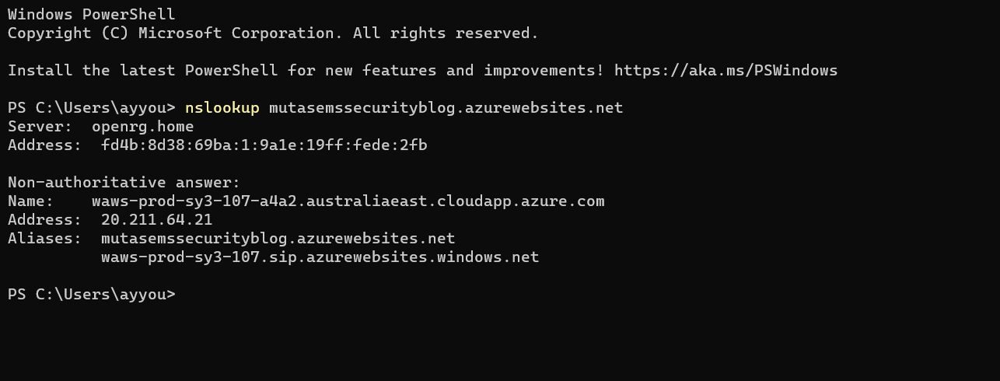 Windows PowerShell
Copyright (C) Microsoft Corporation. All rights reserved.
Install the latest PowerShell for new features and improvements! https://aka.ms/PSWindows
PS C:\Users\ayyou> nslookup mutasemssecurityblog.azurewebsites.net
Server:  openrg.home
Address:  fd4b:8d38:69ba:1:9a1e:19ff:fede:2fb
Non-authoritative answer:
Name:    waws-prod-sy3-107-a4a2.australiaeast.cloudapp.azure.com
Address:  20.211.64.21
Aliases:  mutasemssecurityblog.azurewebsites.net
          waws-prod-sy3-107.sip.azurewebsites.windows.net
PS C:\Users\ayyou>